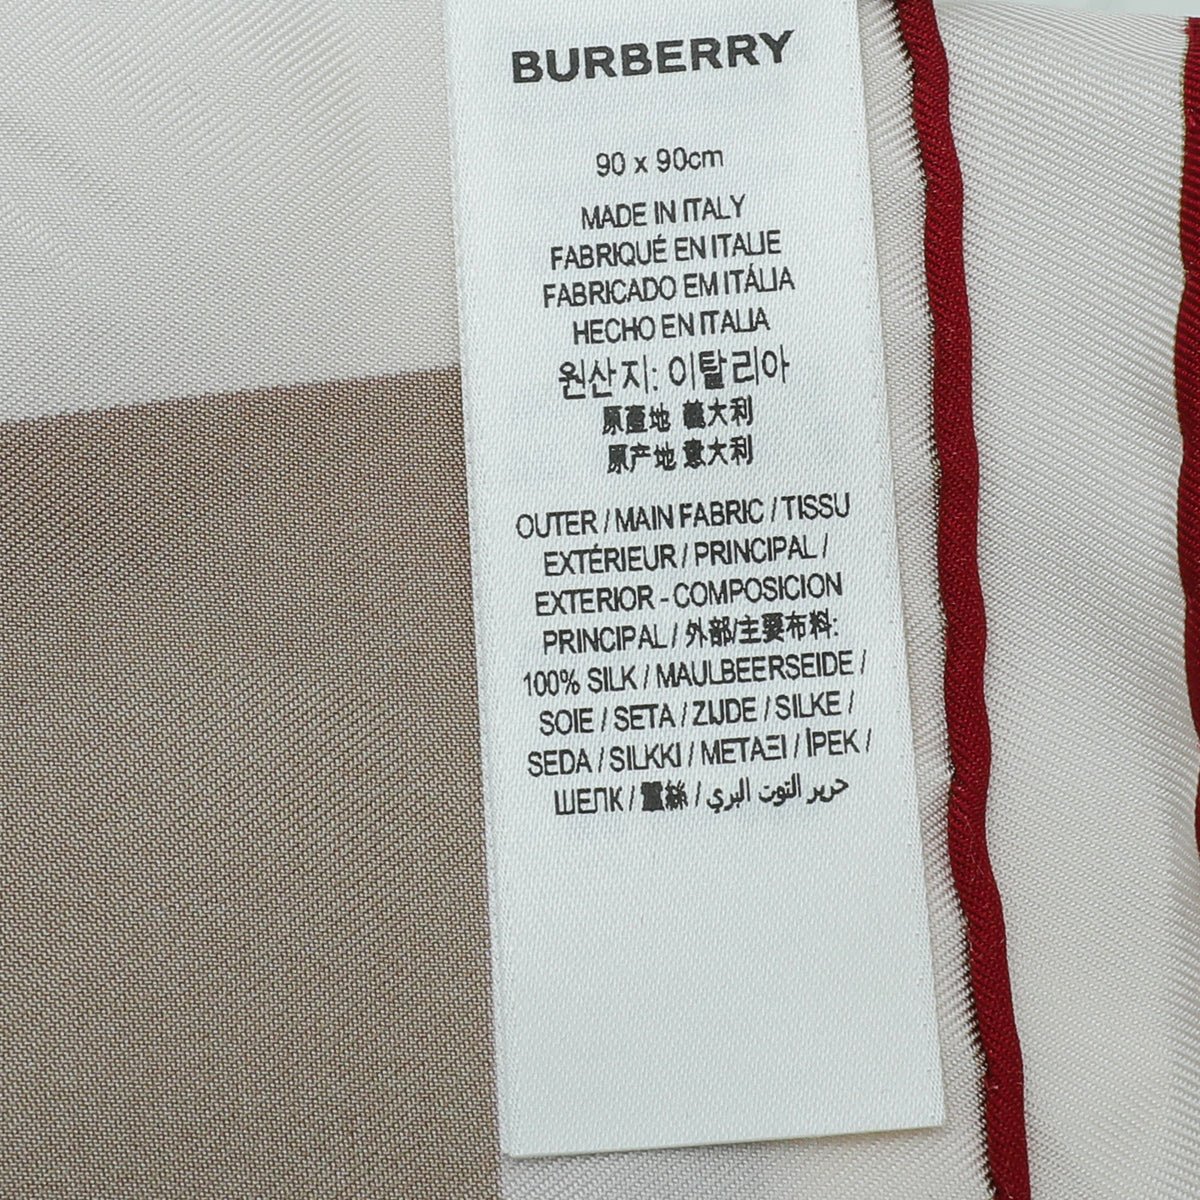 BURBERRY
90 x 90cm
MADE IN ITALY
FABRIQUÉ EN ITALIE
FABRICADO EM ITÁLIA
HECHO EN ITALIA
원산지: 이탈리아
原產地 義大利
原产地 意大利
OUTER / MAIN FABRIC / TISSU
EXTÉRIEUR / PRINCIPAL /
EXTERIOR - COMPOSICION
PRINCIPAL / 外部/主要布料:
100% SILK / MAULBEERSEIDE /
SOIE / SETA / ZIJDE / SILKE /
SEDA / SILKKI / ΜΕΤΑΞΙ / İPEK /
ШЕЛК / 蠶絲 / حرير التوت البري